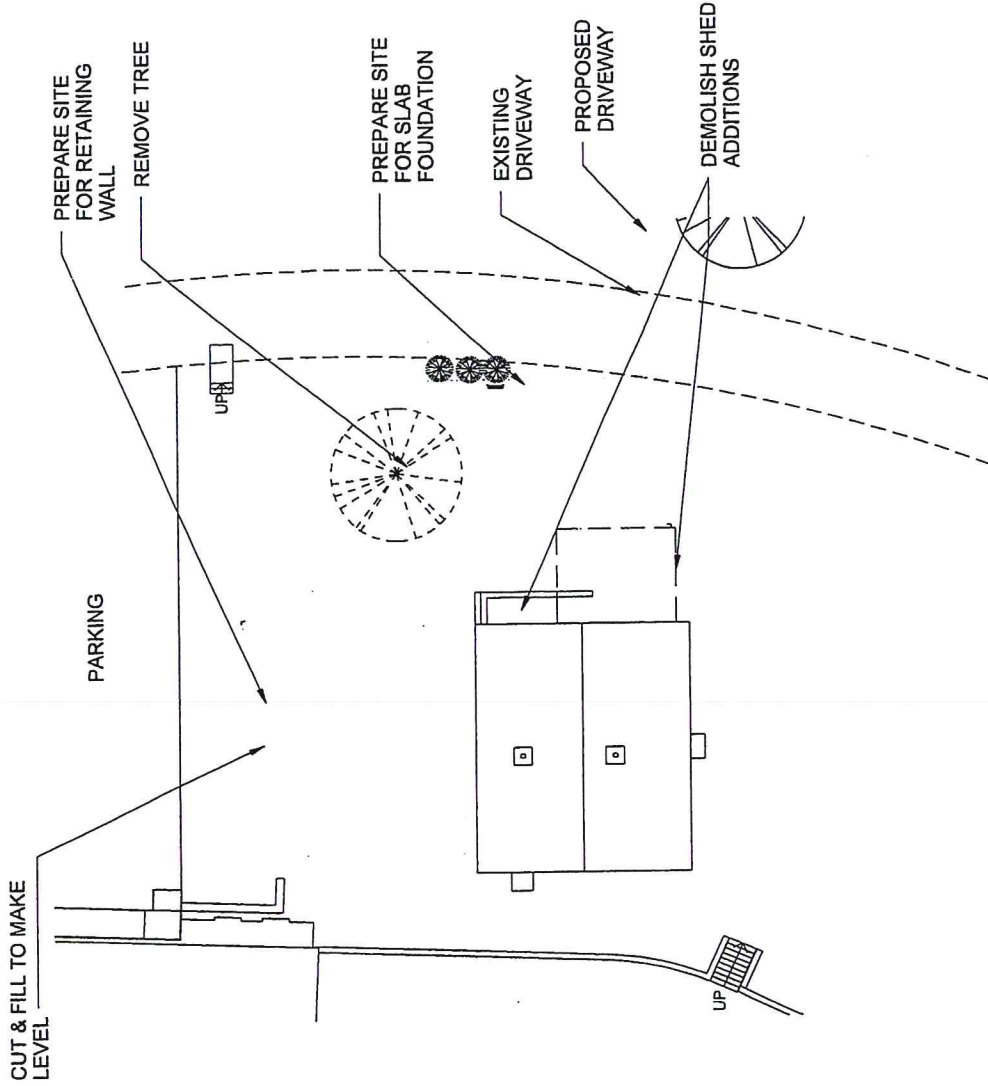 CUT & FILL TO MAKE
LEVEL
PARKING
PREPARE SITE
FOR RETAINING
WALL
REMOVE TREE
UP
PREPARE SITE
FOR SLAB
FOUNDATION
EXISTING
DRIVEWAY
PROPOSED
DRIVEWAY
DEMOLISH SHED
ADDITIONS
UP